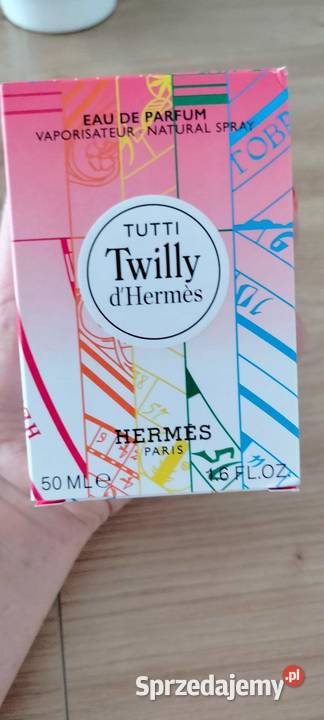 EAU DE PARFUM
VAPORISATEUR - NATURAL SPRAY
TOBR
TUTTI
Twilly
d'Hermès
HERMÈS
PARIS
50 ML ℮
1.6 FL.OZ.
Sprzedajemy.pl